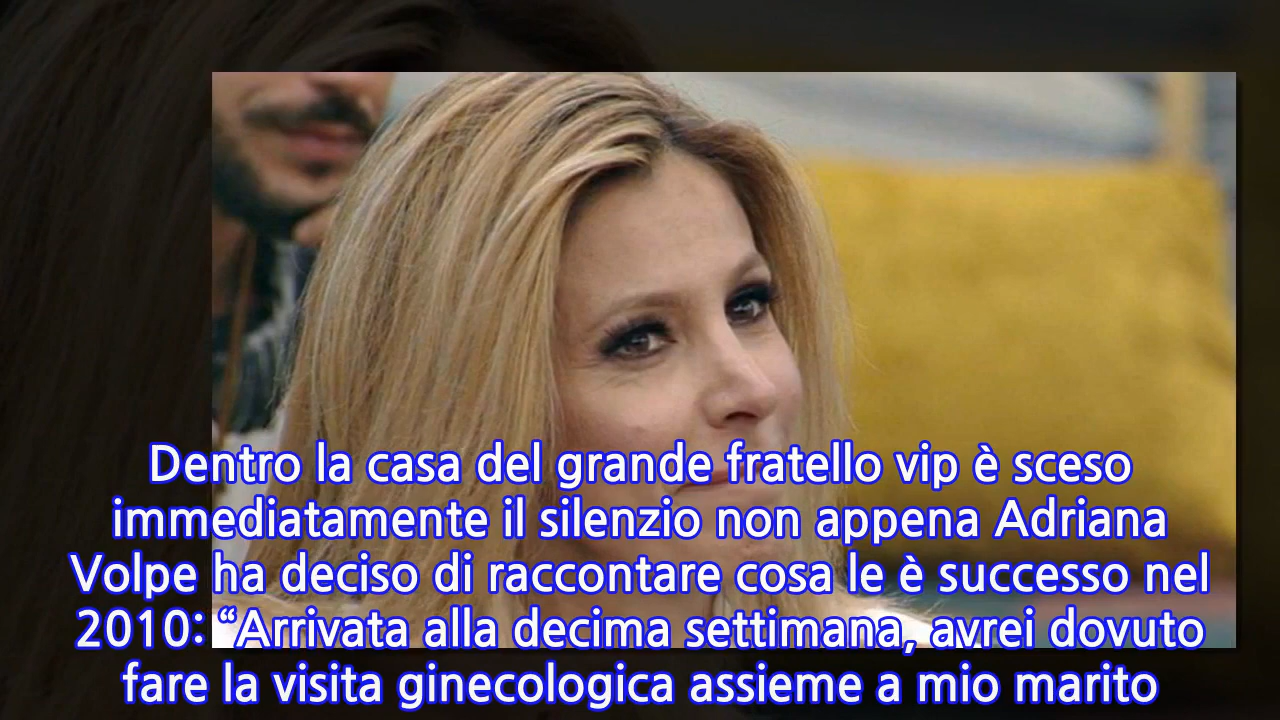 Dentro la casa del grande fratello vip è sceso
immediatamente il silenzio non appena Adriana
Volpe ha deciso di raccontare cosa le è successo nel
2010: “Arrivata alla decima settimana, avrei dovuto
fare la visita ginecologica assieme a mio marito